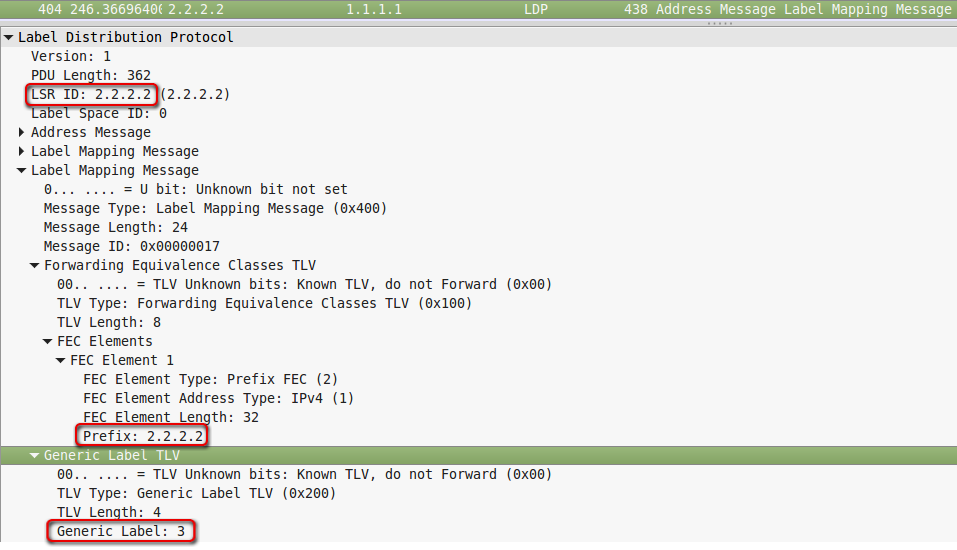 404 246.36696400 2.2.2.2 1.1.1.1 LDP 438 Address Message Label Mapping Message
Label Distribution Protocol
Version: 1
PDU Length: 362
LSR ID: 2.2.2.2 (2.2.2.2)
Label Space ID: 0
Address Message
Label Mapping Message
Label Mapping Message
0... .... = U bit: Unknown bit not set
Message Type: Label Mapping Message (0x400)
Message Length: 24
Message ID: 0x00000017
Forwarding Equivalence Classes TLV
00.. .... = TLV Unknown bits: Known TLV, do not Forward (0x00)
TLV Type: Forwarding Equivalence Classes TLV (0x100)
TLV Length: 8
FEC Elements
FEC Element 1
FEC Element Type: Prefix FEC (2)
FEC Element Address Type: IPv4 (1)
FEC Element Length: 32
Prefix: 2.2.2.2
Generic Label TLV
00.. .... = TLV Unknown bits: Known TLV, do not Forward (0x00)
TLV Type: Generic Label TLV (0x200)
TLV Length: 4
Generic Label: 3